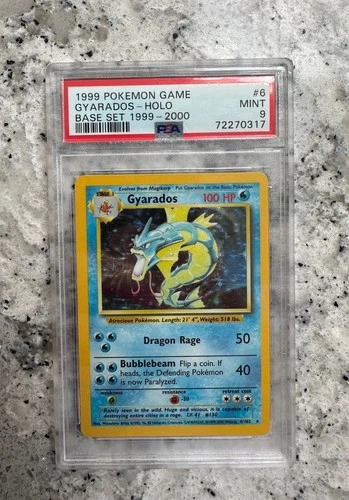 1999 POKEMON GAME #6
GYARADOS-HOLO MINT
BASE SET 1999-2000 9
PSA 72270317
STAGE 1
Evolves from Magikarp Put Gyarados on the Basic Pokémon
Gyarados 100 HP
Atrocious Pokémon. Length: 21' 4", Weight: 518 lbs.
Dragon Rage 50
Bubblebeam Flip a coin. If
heads, the Defending Pokémon
is now Paralyzed. 40
weakness resistance retreat cost
-30
Rarely seen in the wild. Huge and vicious, it is capable of
destroying entire cities in a rage. LV. 41 #130
6/102